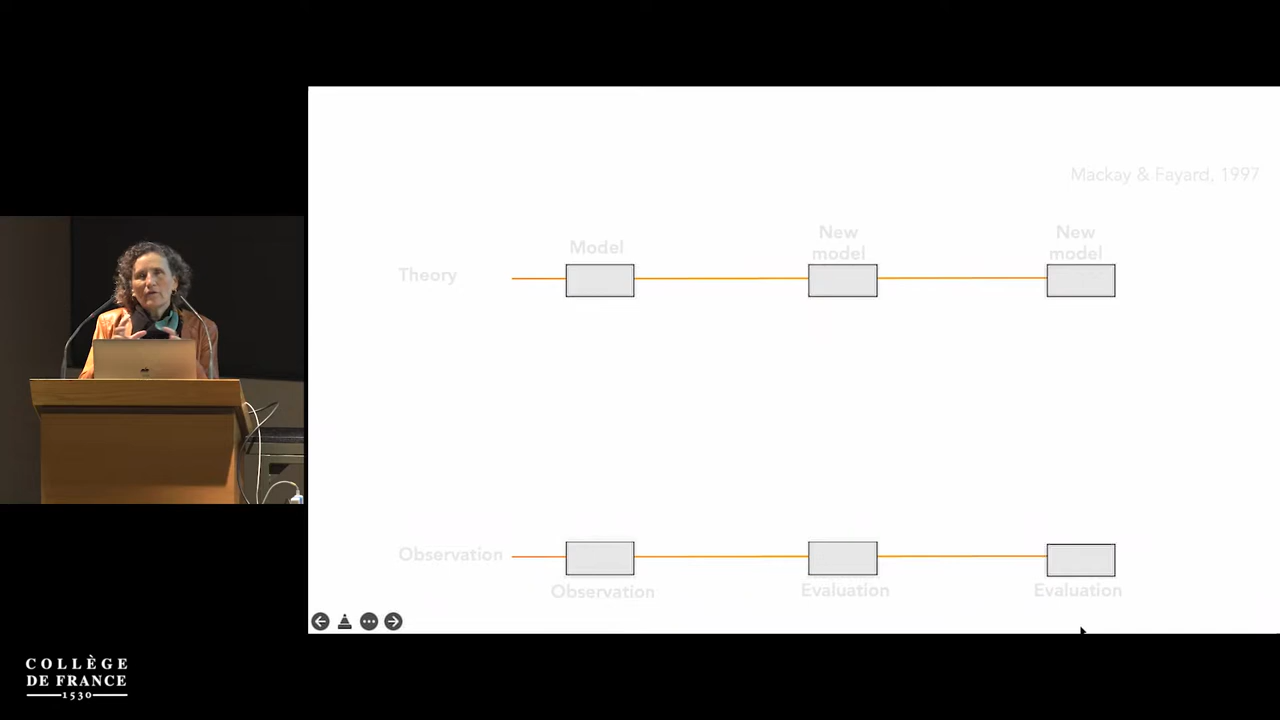 Mackay & Fayard, 1997
Model
New
model
New
model
Theory
Observation
Observation
Evaluation
Evaluation
COLLÈGE
DE FRANCE
1530